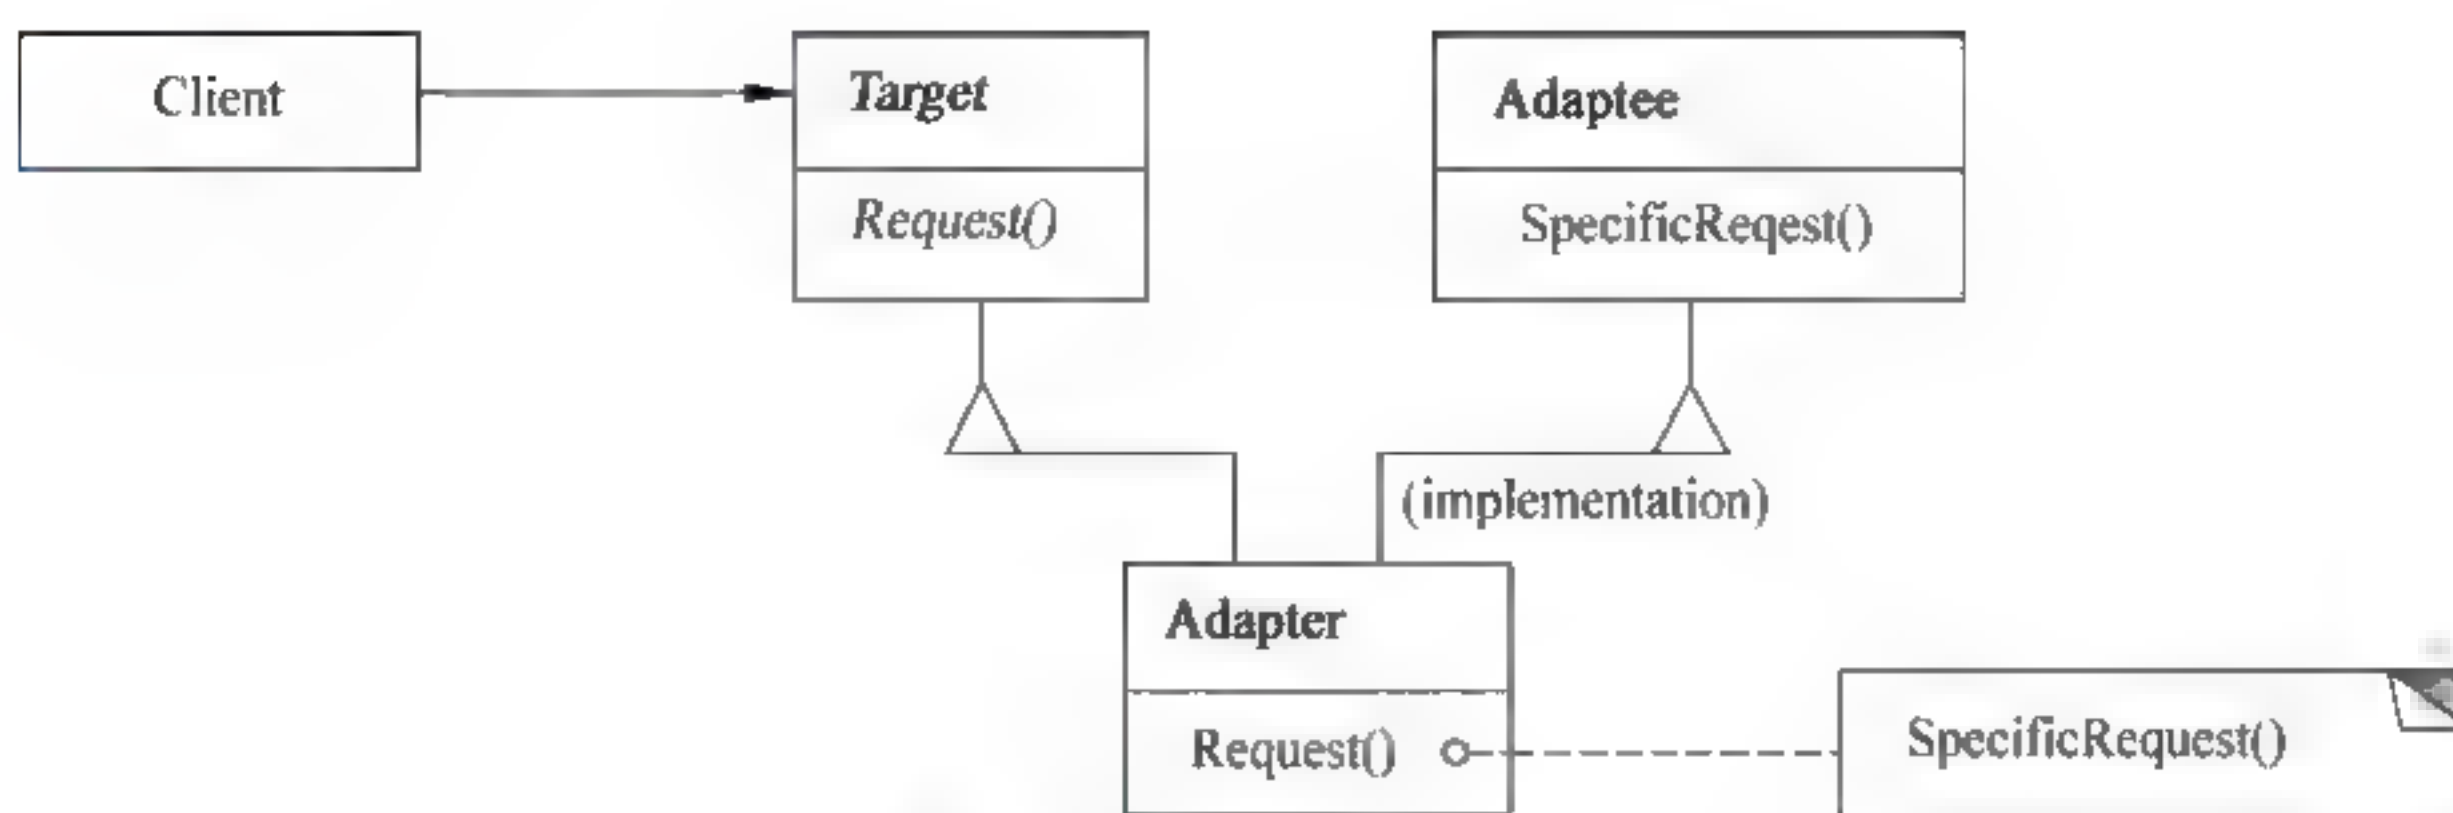 Client
Target
Adaptee
Request()
SpecificReqest()
(implementation)
Adapter
Request()
SpecificRequest()